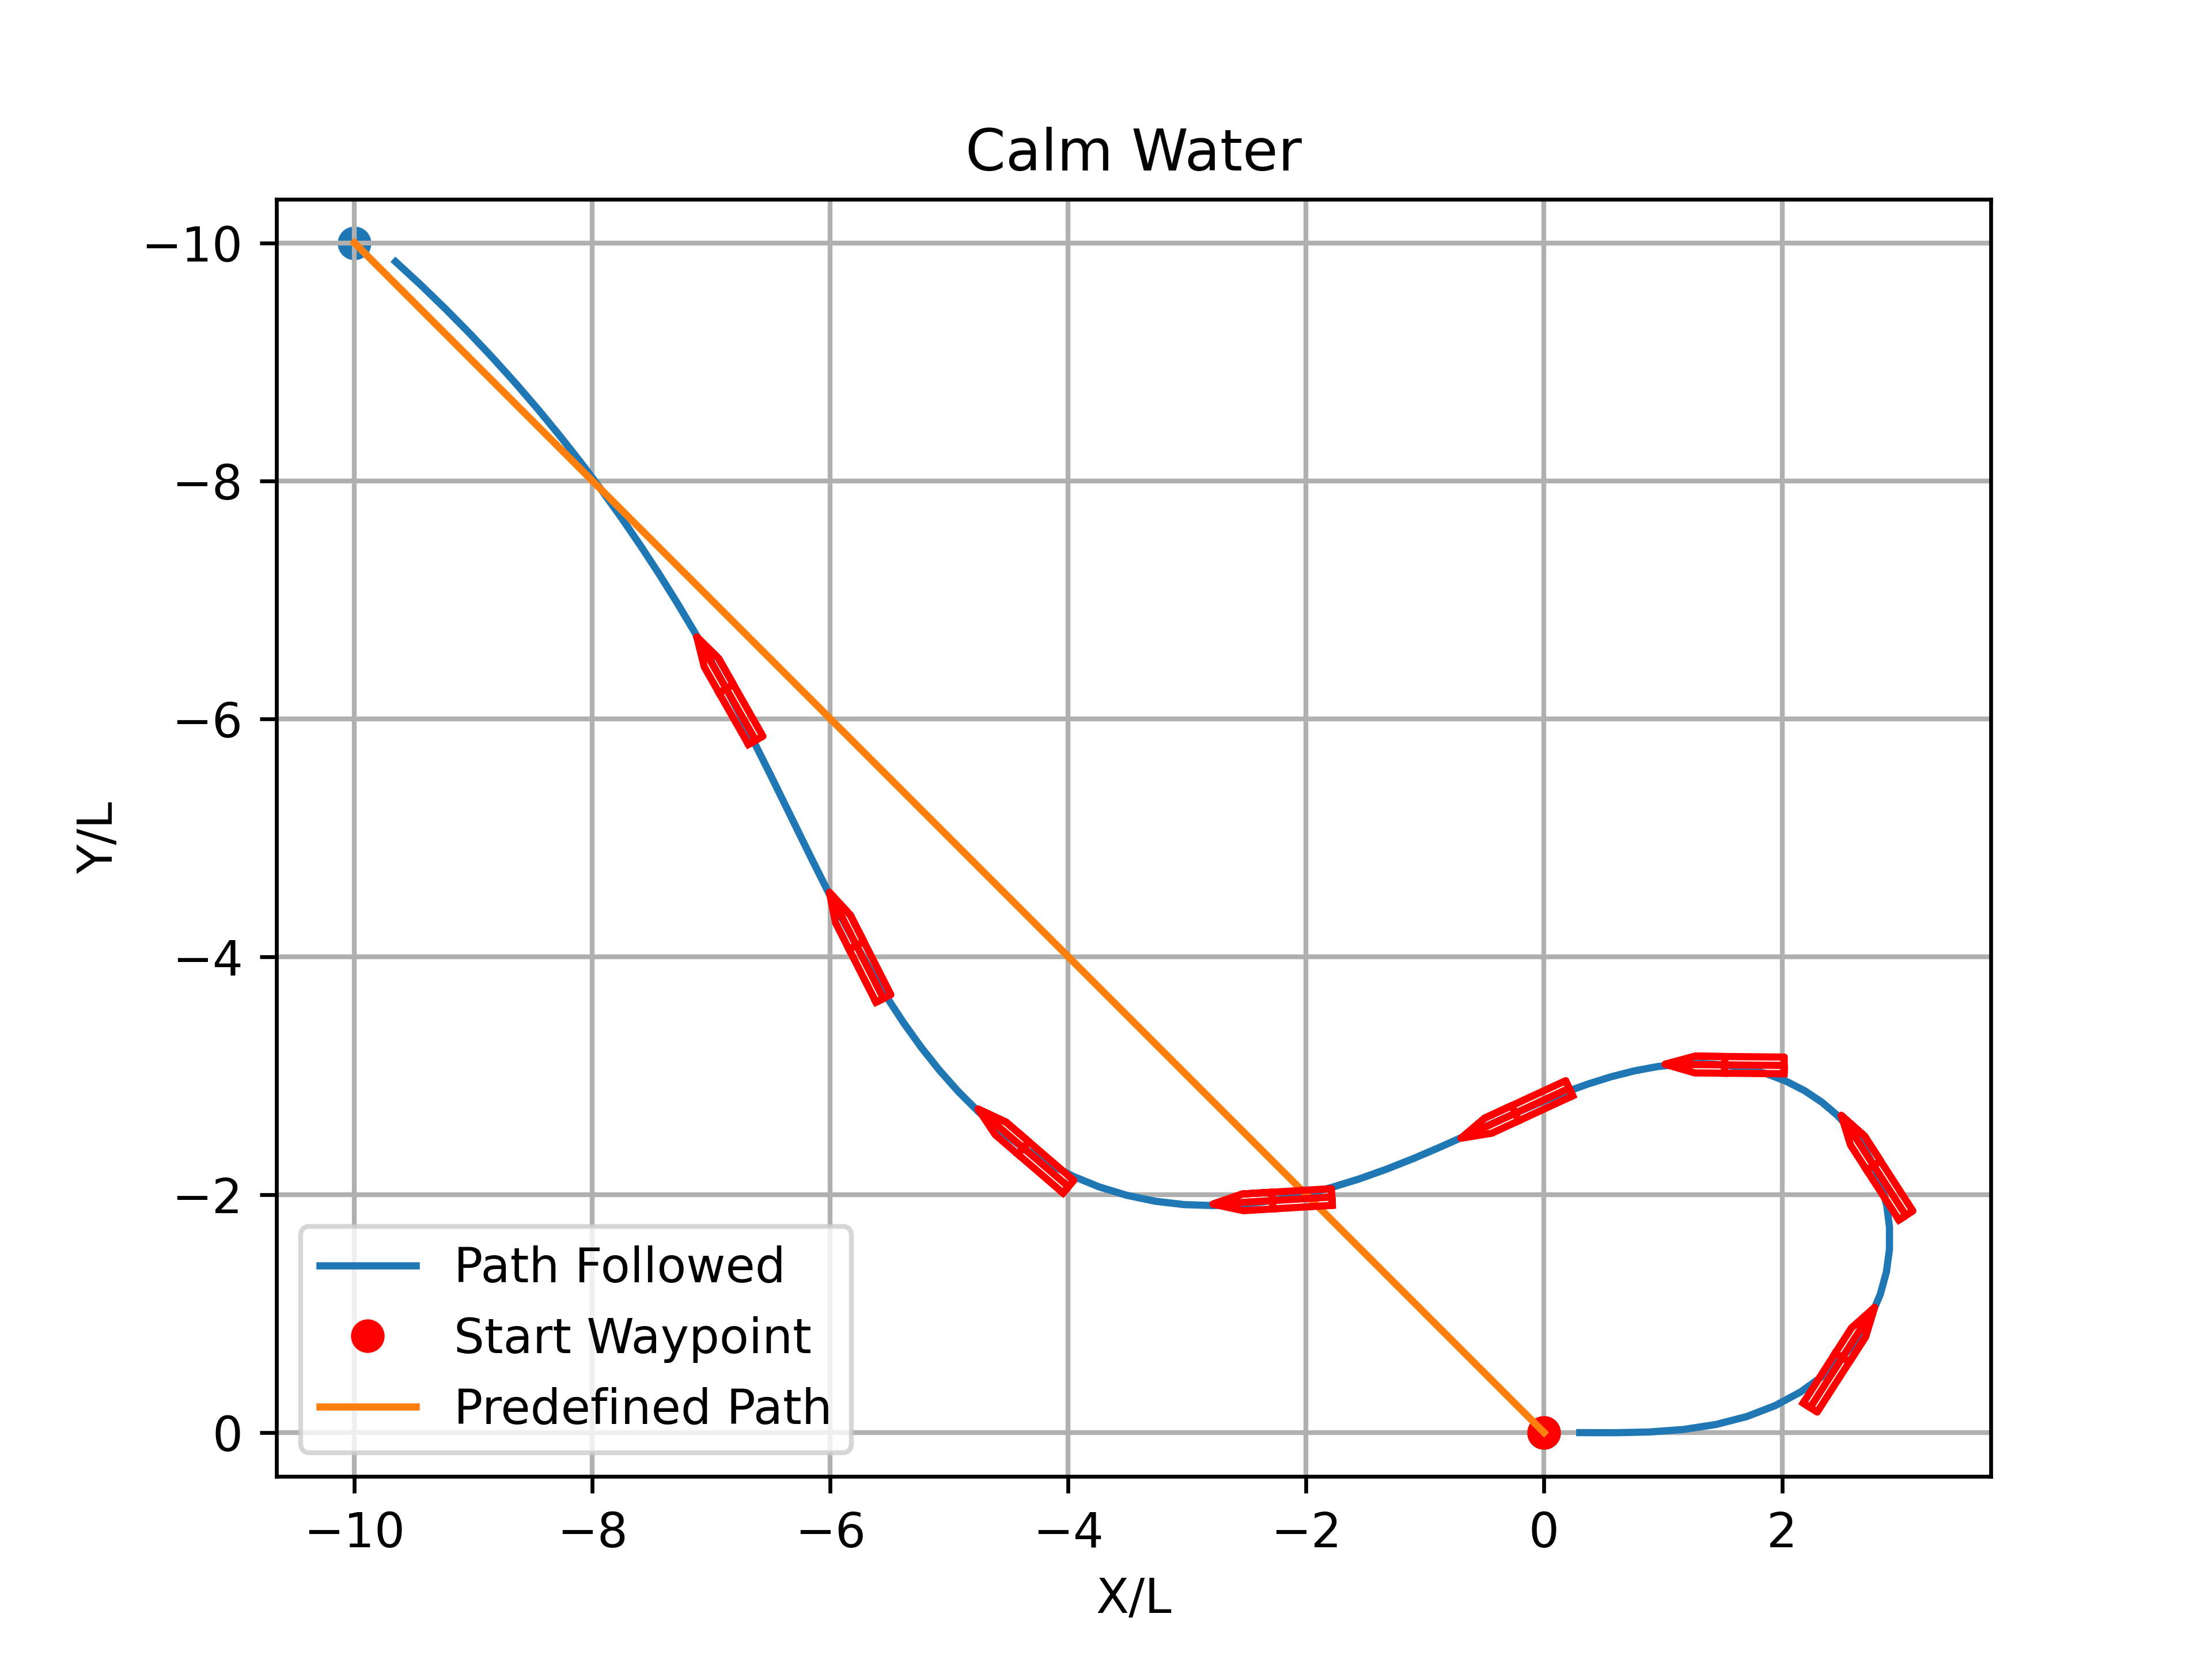 Calm Water
−10
−8
−6
−4
−2
0
Y/L
Path Followed
Start Waypoint
Predefined Path
−10 −8 −6 −4 −2 0 2
X/L